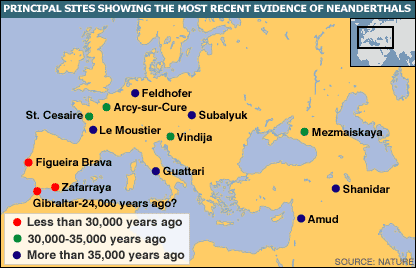 PRINCIPAL SITES SHOWING THE MOST RECENT EVIDENCE OF NEANDERTHALS
Feldhofer
Arcy-sur-Cure
St. Cesaire
Subalyuk
Le Moustier
Vindija
Mezmaiskaya
Figueira Brava
Guattari
Zafarraya
Shanidar
Gibraltar-24,000 years ago?
Amud
Less than 30,000 years ago
30,000-35,000 years ago
More than 35,000 years ago
SOURCE: NATURE